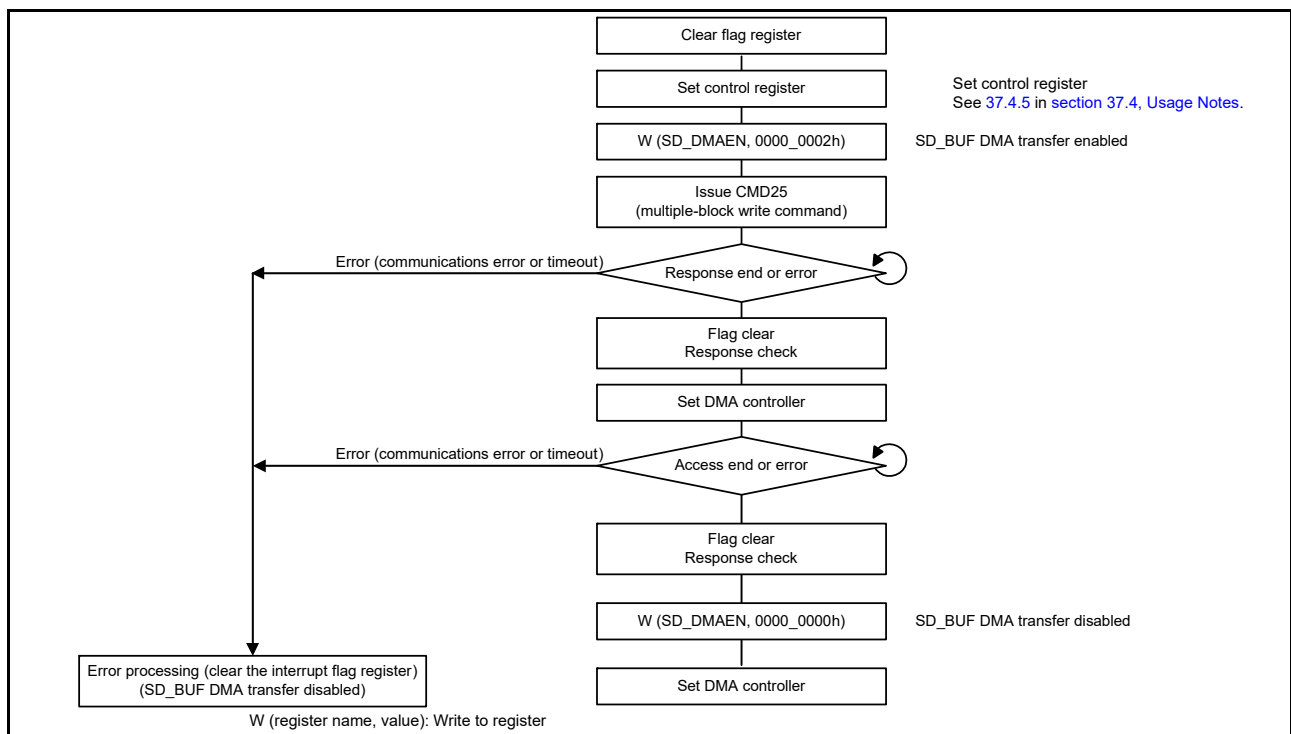 Clear flag register
Set control register
Set control register
See 37.4.5 in section 37.4, Usage Notes.
W (SD_DMAEN, 0000_0002h)
SD_BUF DMA transfer enabled
Issue CMD25
(multiple-block write command)
Error (communications error or timeout)
Response end or error
Flag clear
Response check
Set DMA controller
Error (communications error or timeout)
Access end or error
Flag clear
Response check
W (SD_DMAEN, 0000_0000h)
SD_BUF DMA transfer disabled
Error processing (clear the interrupt flag register)
(SD_BUF DMA transfer disabled)
Set DMA controller
W (register name, value): Write to register